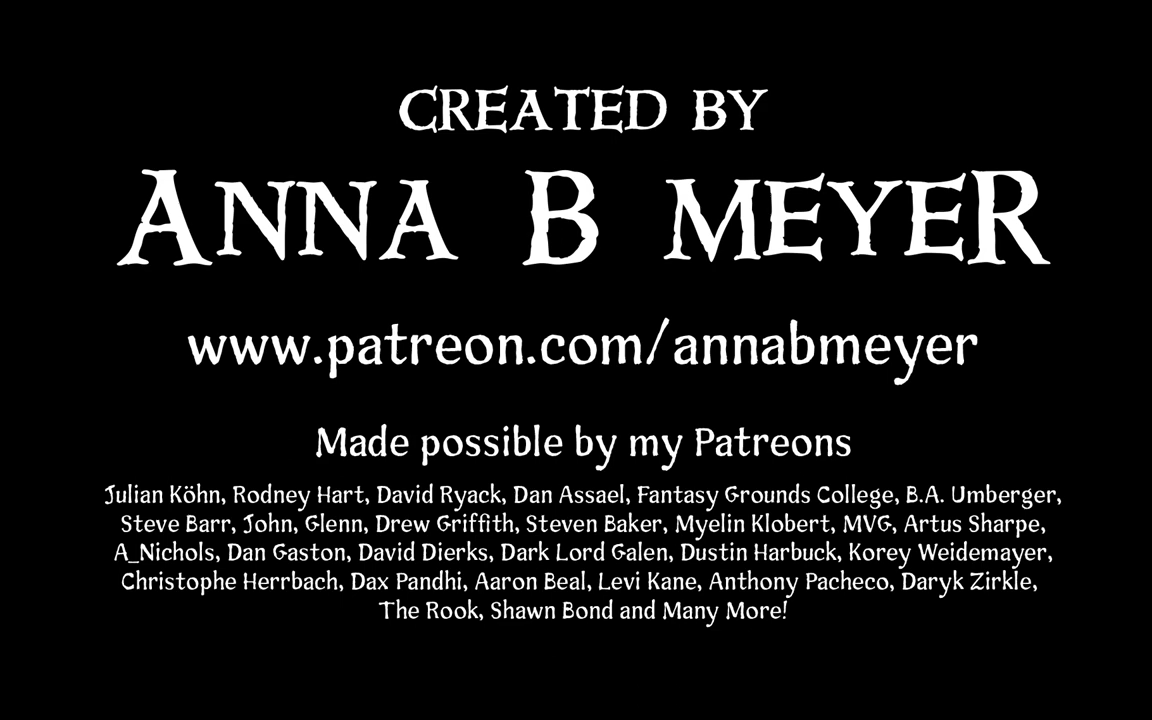 CREATED BY
ANNA B MEYER
www.patreon.com/annabmeyer
Made possible by my Patreons
Julian Köhn, Rodney Hart, David Ryack, Dan Assael, Fantasy Grounds College, B.A. Umberger,
Steve Barr, John, Glenn, Drew Griffith, Steven Baker, Myelin Klobert, MVG, Artus Sharpe,
A_Nichols, Dan Gaston, David Dierks, Dark Lord Galen, Dustin Harbuck, Korey Weidemayer,
Christophe Herrbach, Dax Pandhi, Aaron Beal, Levi Kane, Anthony Pacheco, Daryk Zirkle,
The Rook, Shawn Bond and Many More!